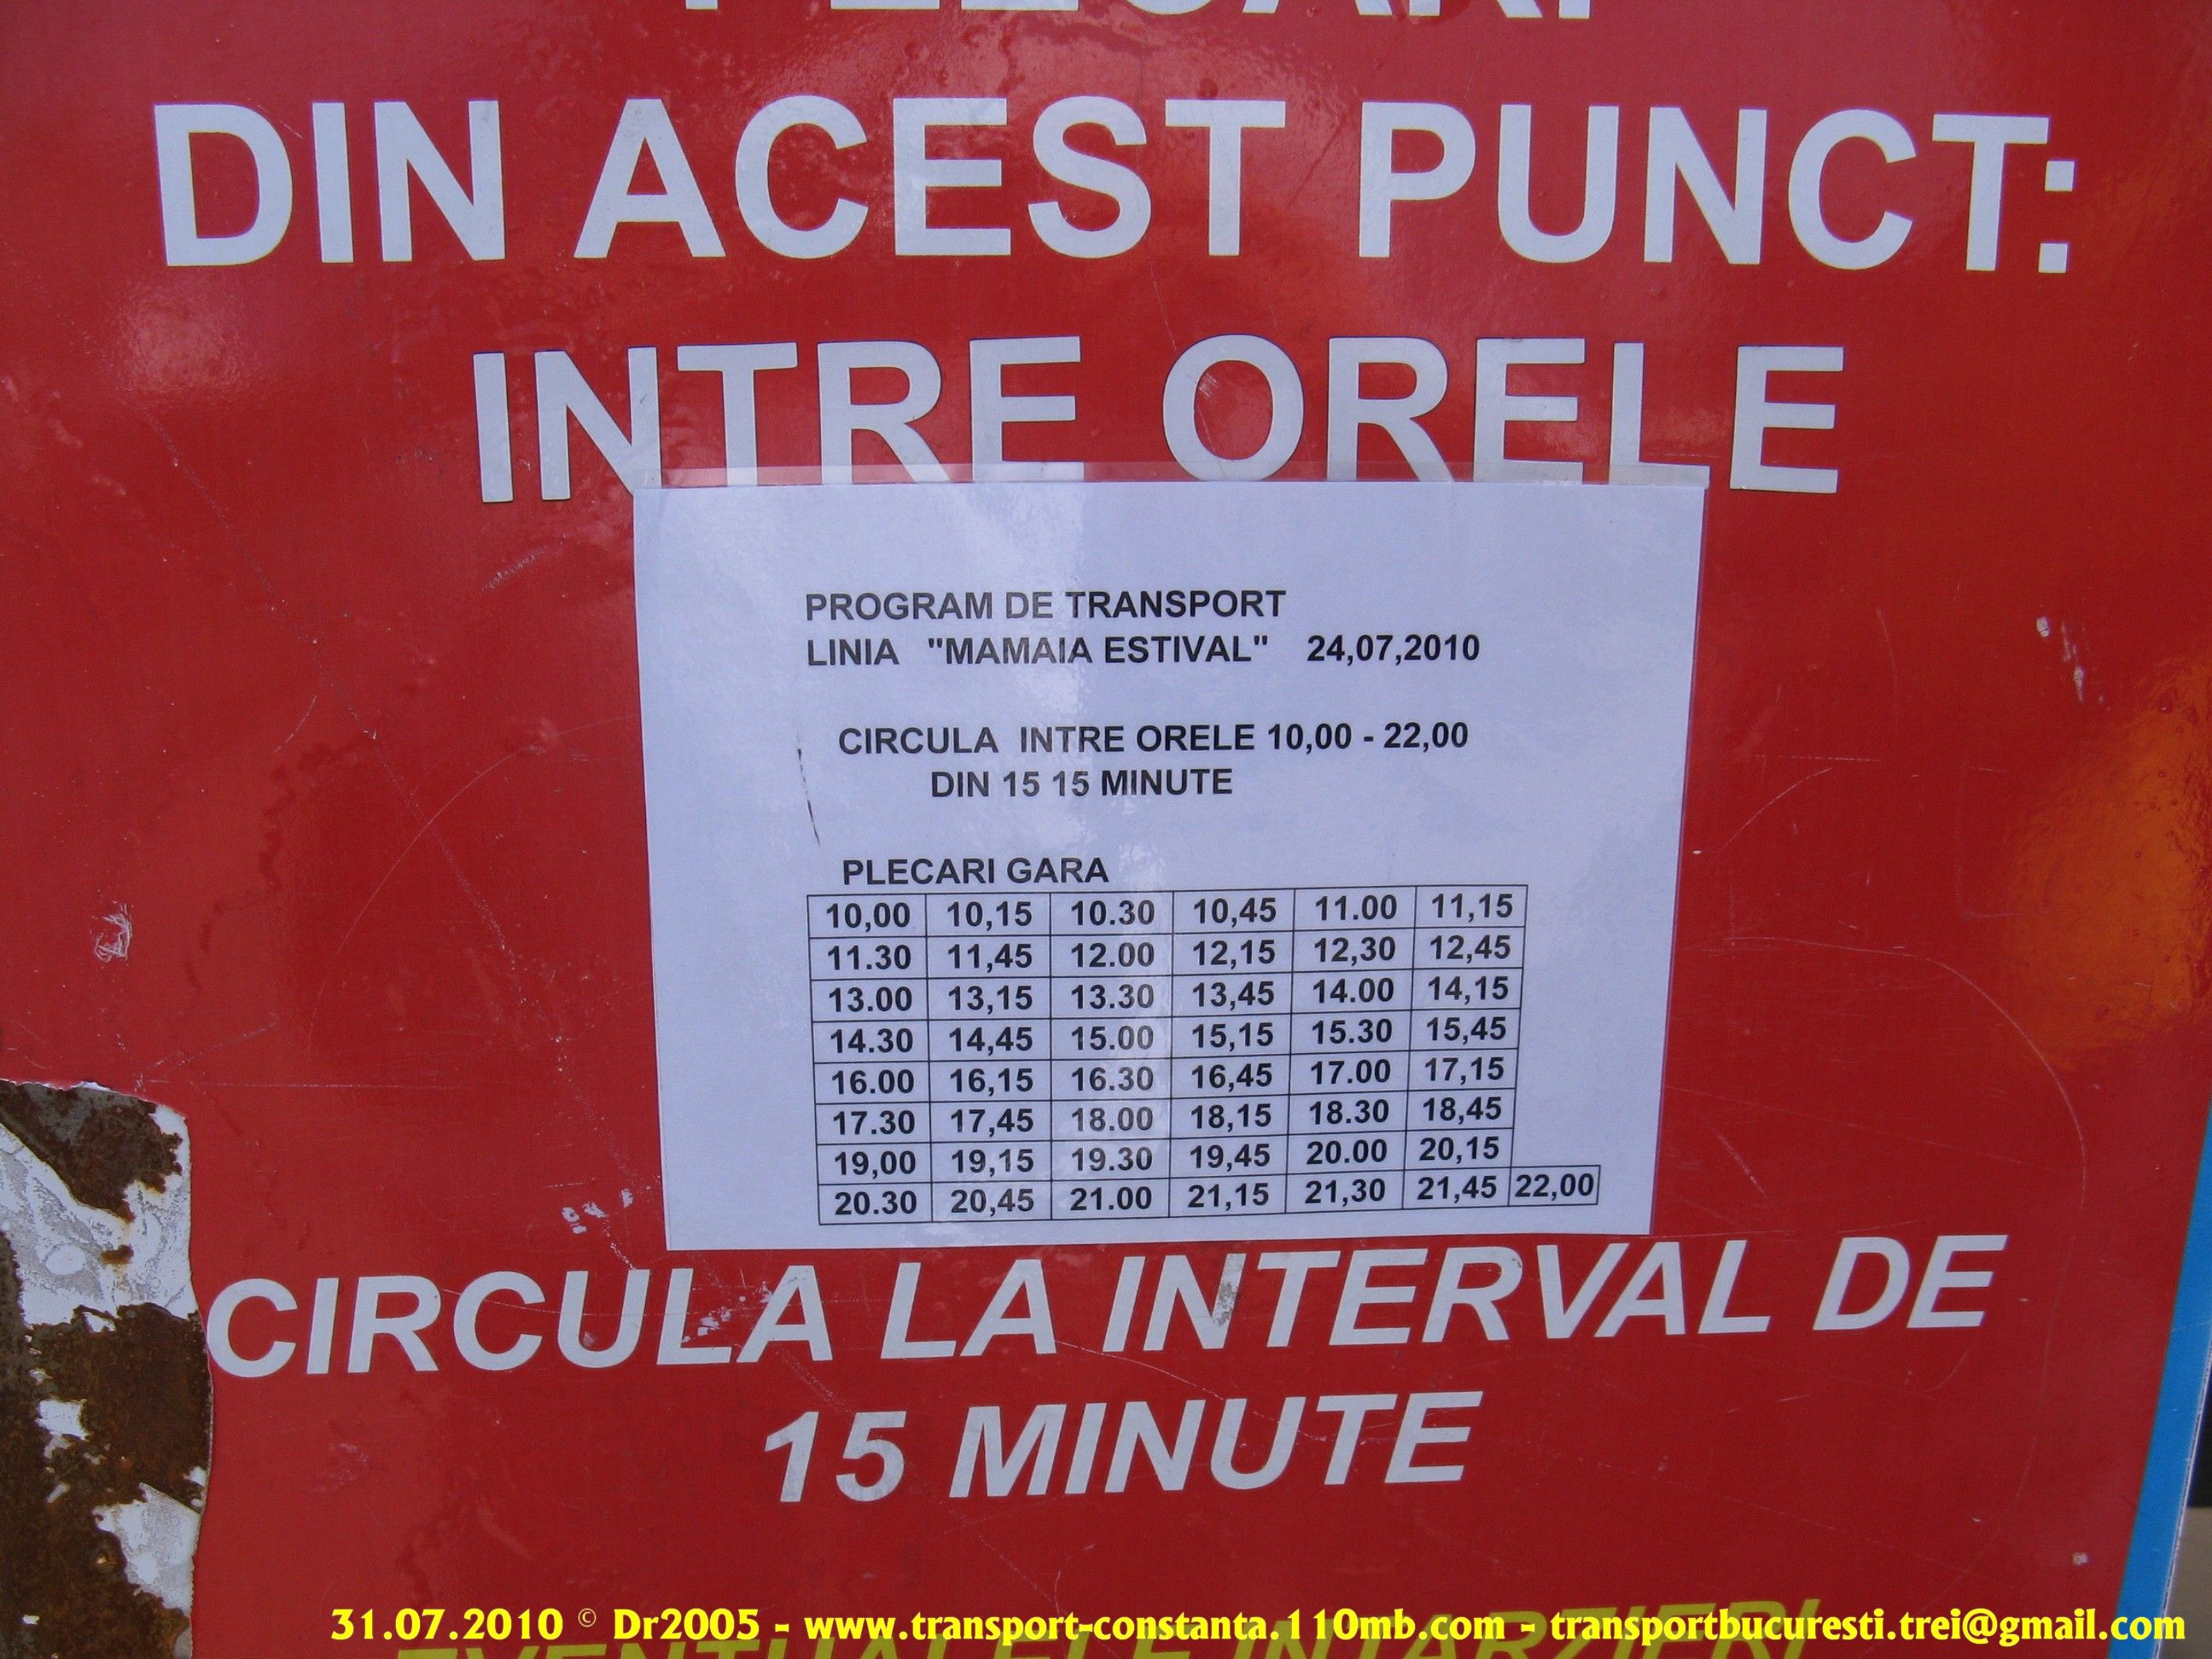 PLECARI
DIN ACEST PUNCT:
INTRE ORELE
PROGRAM DE TRANSPORT
LINIA "MAMAIA ESTIVAL" 24,07,2010
CIRCULA INTRE ORELE 10,00 - 22,00
DIN 15 15 MINUTE
PLECARI GARA
10,00 10,15 10.30 10,45 11.00 11,15
11.30 11,45 12.00 12,15 12,30 12,45
13.00 13,15 13.30 13,45 14.00 14,15
14.30 14,45 15.00 15,15 15.30 15,45
16.00 16,15 16.30 16,45 17.00 17,15
17.30 17,45 18.00 18,15 18.30 18,45
19,00 19,15 19.30 19,45 20.00 20,15
20.30 20,45 21.00 21,15 21,30 21,45 22,00
CIRCULA LA INTERVAL DE
15 MINUTE
EVENTUALELE INTARZIERI
31.07.2010 © Dr2005 - www.transport-constanta.110mb.com - transportbucuresti.trei@gmail.com